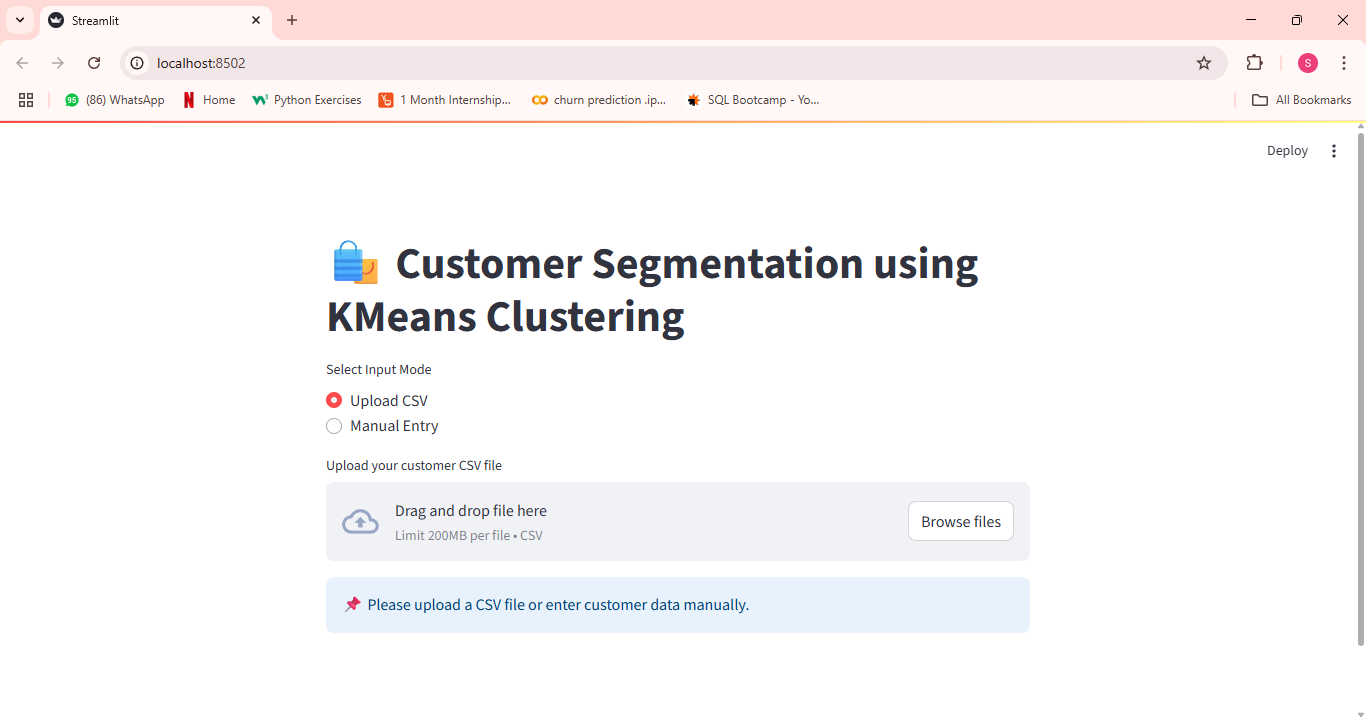 Streamlit
localhost:8502
S
95 (86) WhatsApp Home Python Exercises 1 Month Internship... churn prediction .ip... SQL Bootcamp - Yo... All Bookmarks
Deploy
Customer Segmentation using
KMeans Clustering
Select Input Mode
Upload CSV
Manual Entry
Upload your customer CSV file
Drag and drop file here
Limit 200MB per file • CSV
Browse files
Please upload a CSV file or enter customer data manually.